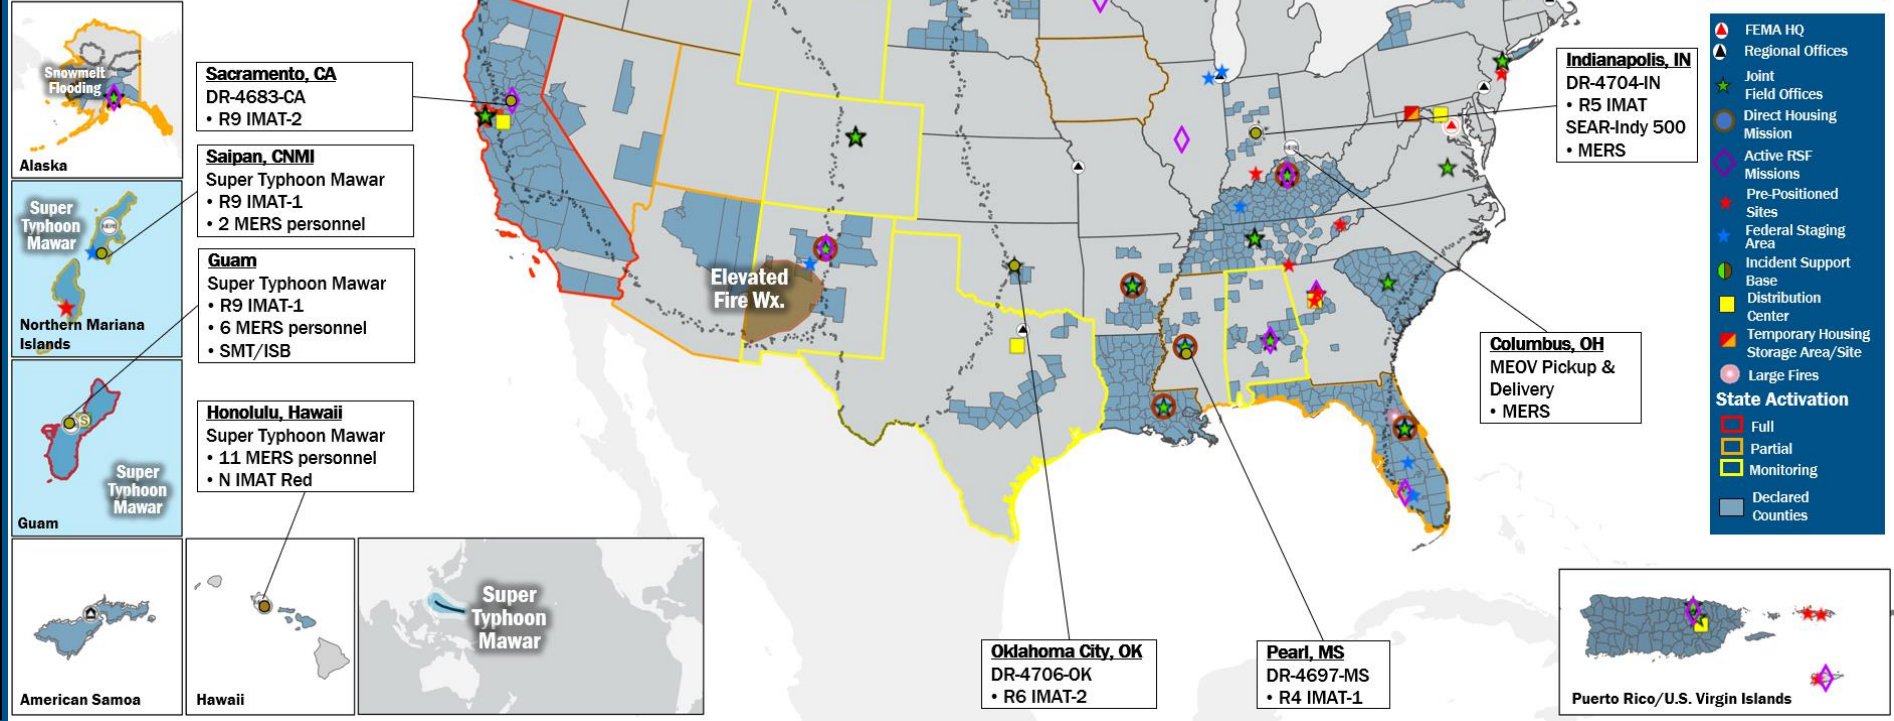 Snowmelt
Flooding
Alaska
Super
Typhoon
Mawar
Northern Mariana
Islands
Super
Typhoon
Mawar
Guam
American Samoa
Hawaii
Super
Typhoon
Mawar
Sacramento, CA
DR-4683-CA
• R9 IMAT-2
Saipan, CNMI
Super Typhoon Mawar
• R9 IMAT-1
• 2 MERS personnel
Guam
Super Typhoon Mawar
• R9 IMAT-1
• 6 MERS personnel
• SMT/ISB
Honolulu, Hawaii
Super Typhoon Mawar
• 11 MERS personnel
• N IMAT Red
Elevated
Fire Wx.
Oklahoma City, OK
DR-4706-OK
• R6 IMAT-2
Pearl, MS
DR-4697-MS
• R4 IMAT-1
Indianapolis, IN
DR-4704-IN
• R5 IMAT
SEAR-Indy 500
• MERS
Columbus, OH
MEOV Pickup &
Delivery
• MERS
Puerto Rico/U.S. Virgin Islands
FEMA HQ
Regional Offices
Joint
Field Offices
Direct Housing
Mission
Active RSF
Missions
Pre-Positioned
Sites
Federal Staging
Area
Incident Support
Base
Distribution
Center
Temporary Housing
Storage Area/Site
Large Fires
State Activation
Full
Partial
Monitoring
Declared
Counties